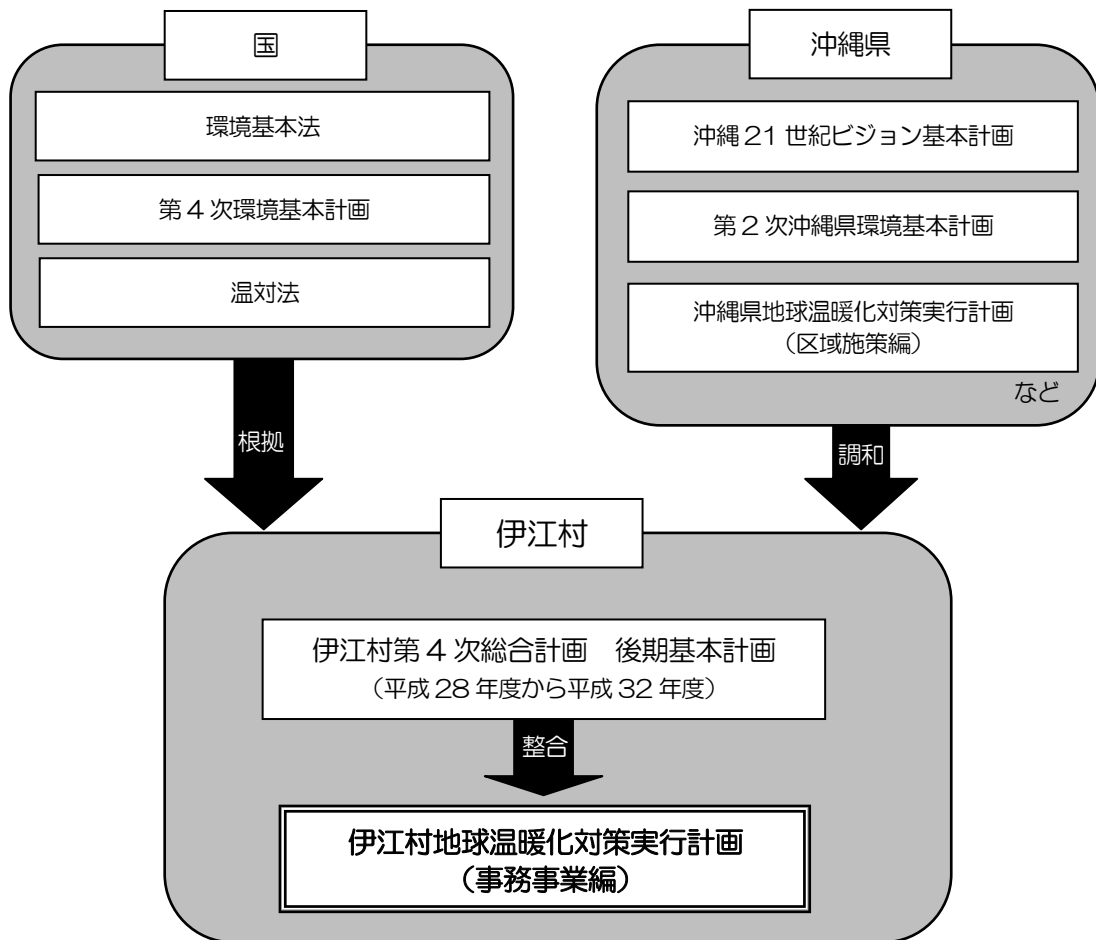 国
環境基本法
第4次環境基本計画
温対法
沖縄県
沖縄21世紀ビジョン基本計画
第2次沖縄県環境基本計画
沖縄県地球温暖化対策実行計画
（区域施策編）
など
根拠
調和
伊江村
伊江村第4次総合計画　後期基本計画
（平成28年度から平成32年度）
整合
伊江村地球温暖化対策実行計画
（事務事業編）